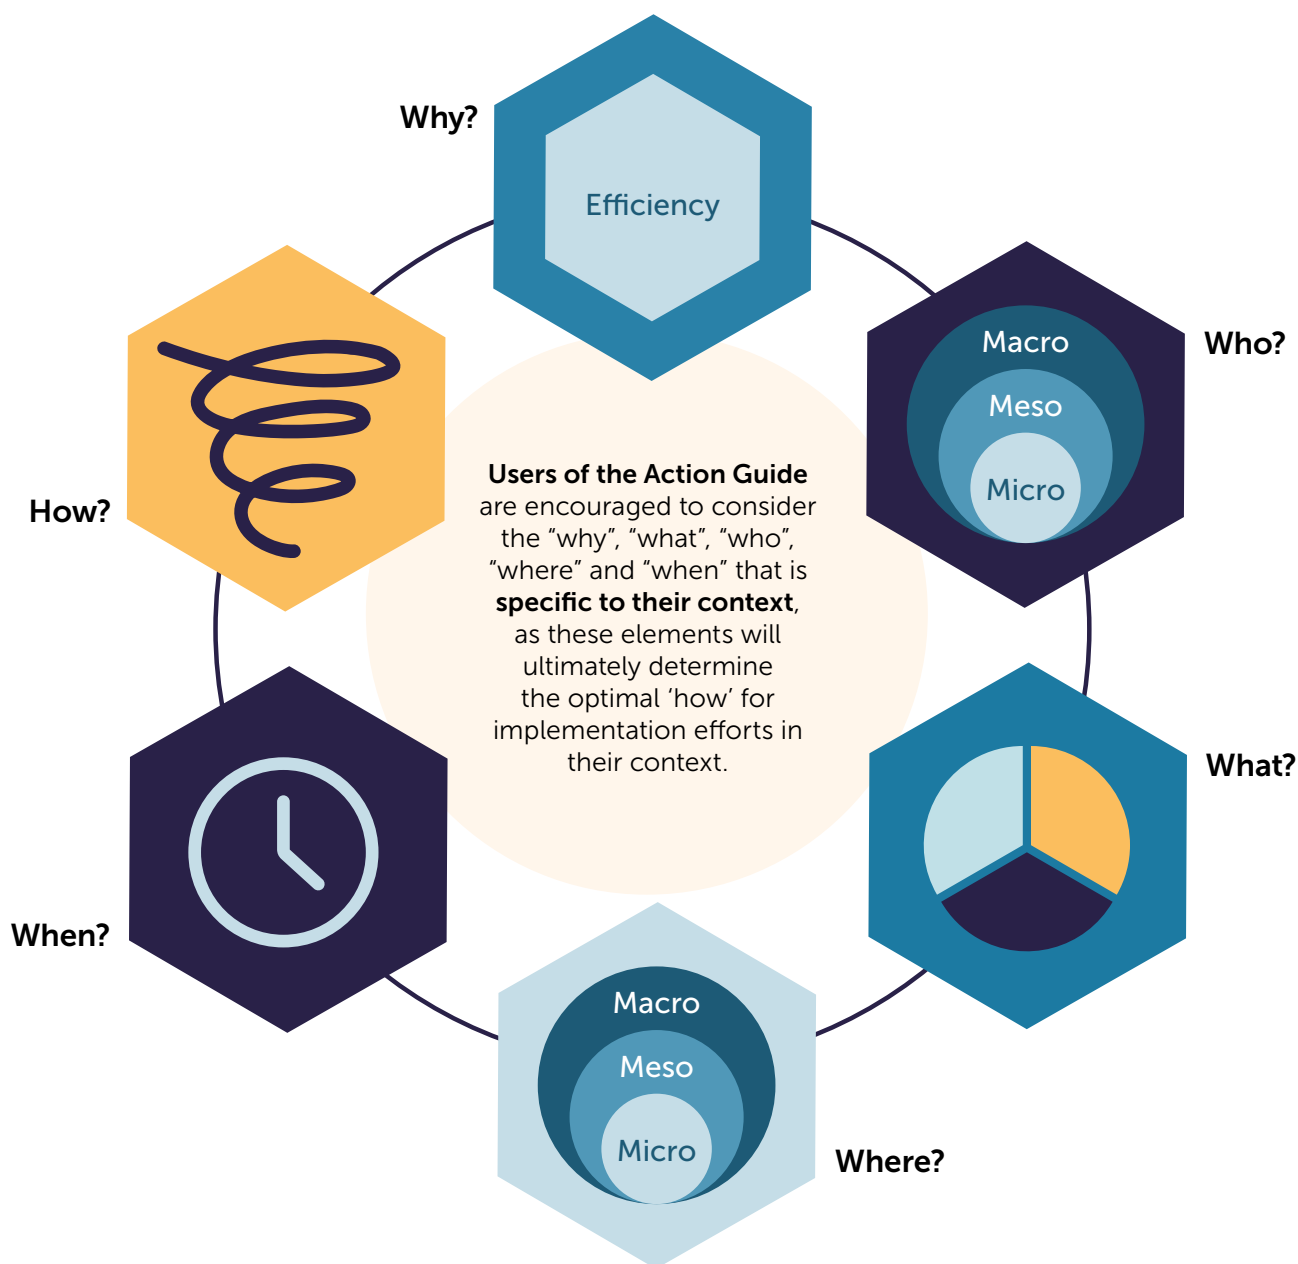 Why?
Efficiency
Who?
Macro
Meso
Micro
How?
Users of the Action Guide
are encouraged to consider
the “why”, “what”, “who”,
“where” and “when” that is
specific to their context,
as these elements will
ultimately determine
the optimal ‘how’ for
implementation efforts in
their context.
What?
When?
Macro
Meso
Micro
Where?